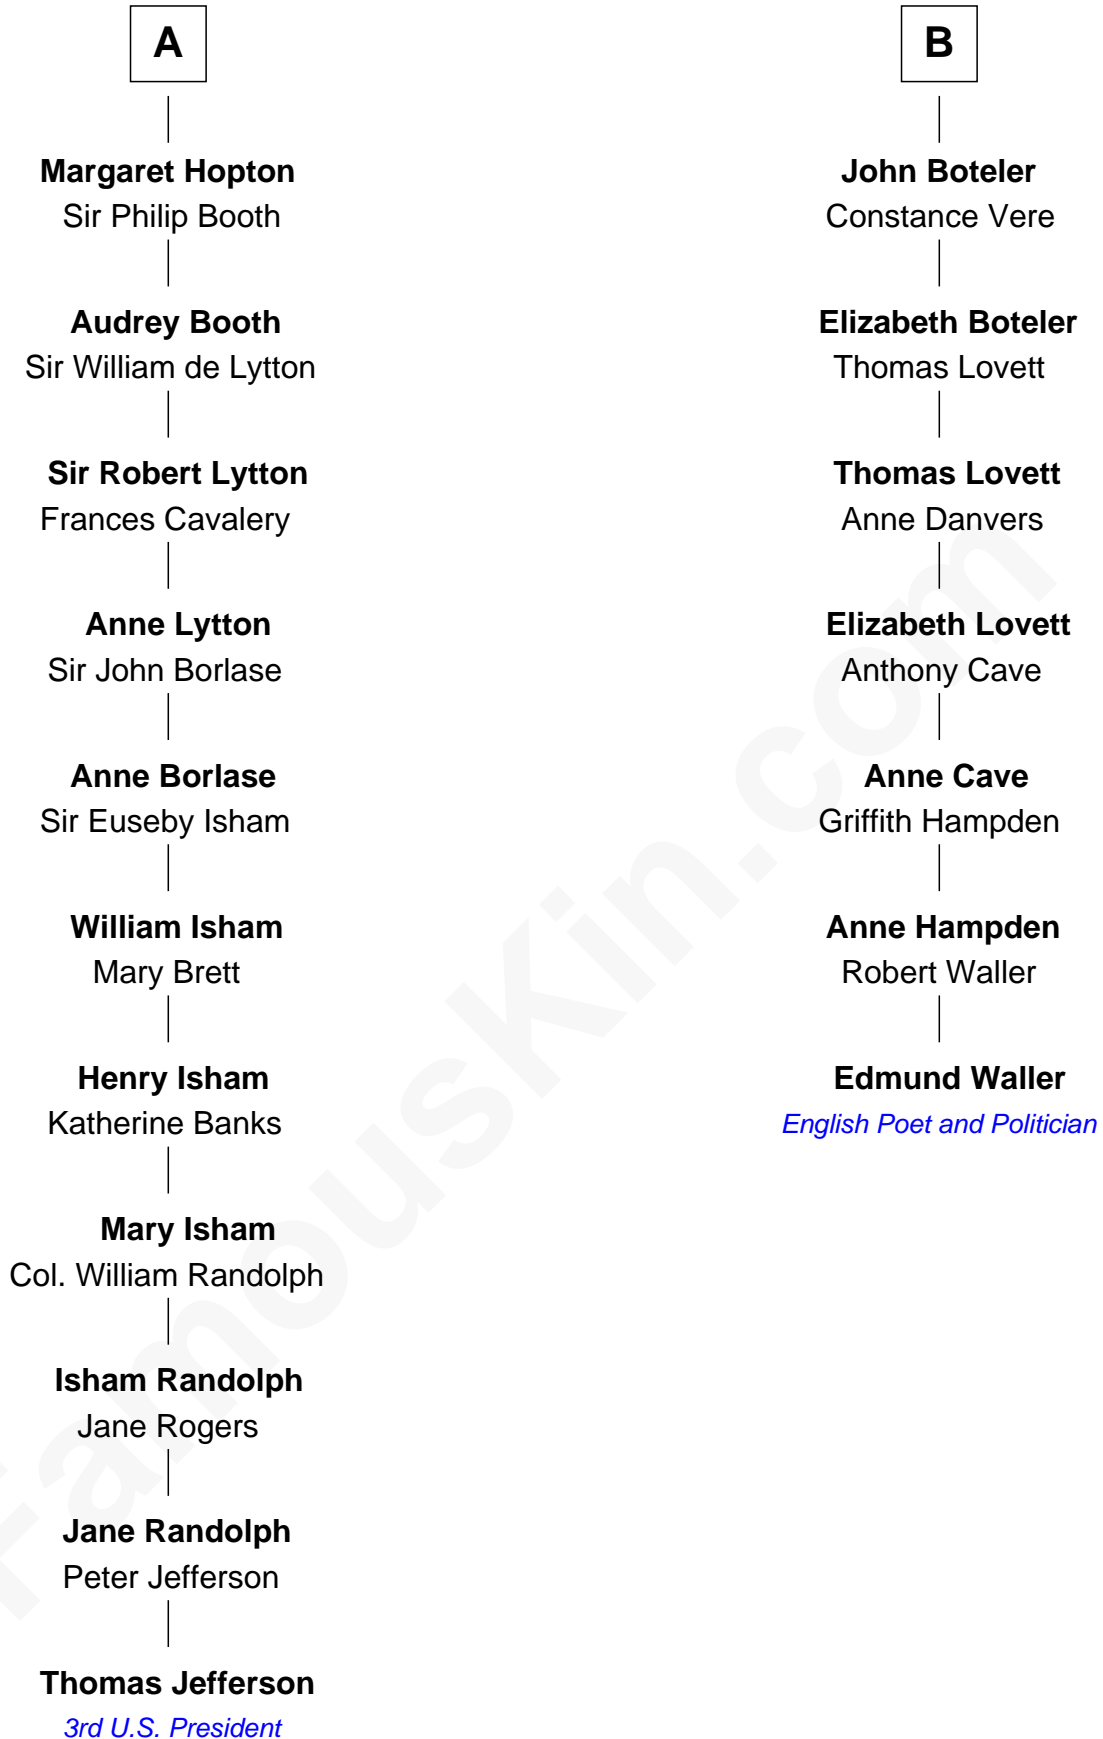 A
Margaret Hopton
Sir Philip Booth
Audrey Booth
Sir William de Lytton
Sir Robert Lytton
Frances Cavalery
Anne Lytton
Sir John Borlase
Anne Borlase
Sir Euseby Isham
William Isham
Mary Brett
Henry Isham
Katherine Banks
Mary Isham
Col. William Randolph
Isham Randolph
Jane Rogers
Jane Randolph
Peter Jefferson
Thomas Jefferson
3rd U.S. President
B
John Boteler
Constance Vere
Elizabeth Boteler
Thomas Lovett
Thomas Lovett
Anne Danvers
Elizabeth Lovett
Anthony Cave
Anne Cave
Griffith Hampden
Anne Hampden
Robert Waller
Edmund Waller
English Poet and Politician
FamousKin.com